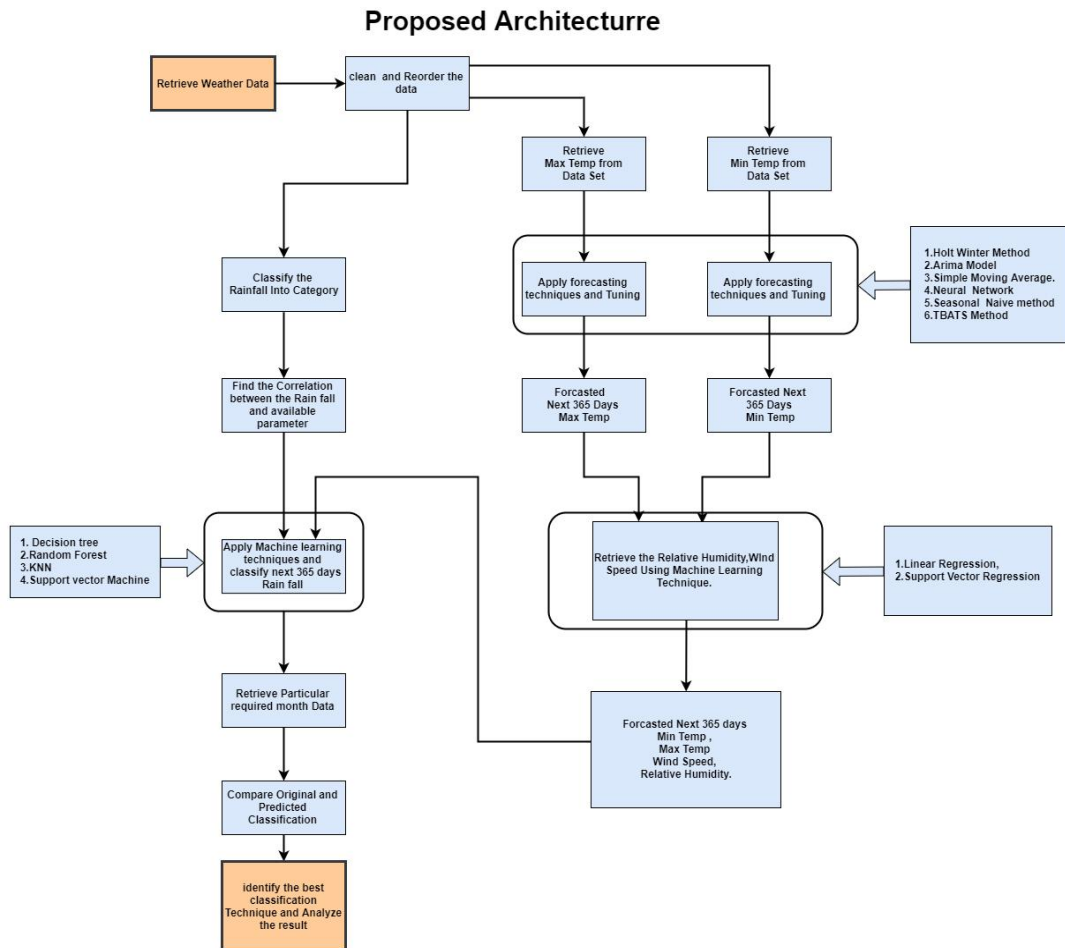 Proposed Architecturre
Retrieve Weather Data
clean and Reorder the
data
Retrieve
Max Temp from
Data Set
Retrieve
Min Temp from
Data Set
Classify the
Rainfall Into Category
Apply forecasting
techniques and Tuning
Apply forecasting
techniques and Tuning
1.Holt Winter Method
2.Arima Model
3.Simple Moving Average.
4.Neural Network
5.Seasonal Naive method
6.TBATS Method
Find the Correlation
between the Rain fall
and available
parameter
Forcasted
Next 365 Days
Max Temp
Forcasted Next
365 Days
Min Temp
1. Decision tree
2.Random Forest
3.KNN
4.Support vector Machine
Apply Machine learning
techniques and
classify next 365 days
Rain fall
Retrieve the Relative Humidity,WInd
Speed Using Machine Learning
Technique.
1.Linear Regression,
2.Support Vector Regression
Retrieve Particular
required month Data
Forcasted Next 365 days
Min Temp ,
Max Temp
Wind Speed,
Relative Humidity.
Compare Original and
Predicted
Classification
identify the best
classification
Technique and Analyze
the result